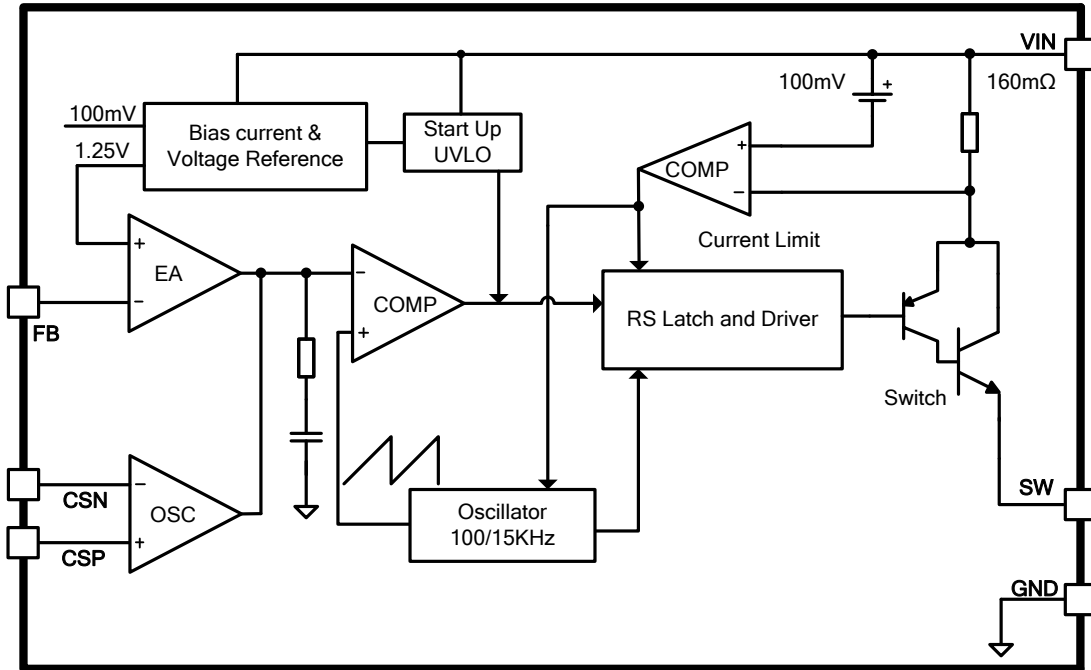 VIN
100mV
+
160mΩ
100mV
Bias current &
Voltage Reference
Start Up
UVLO
1.25V
+
COMP
−
Current Limit
+
EA
−
FB
−
COMP
+
RS Latch and Driver
Switch
CSN
−
OSC
CSP
+
Oscillator
100/15KHz
SW
GND